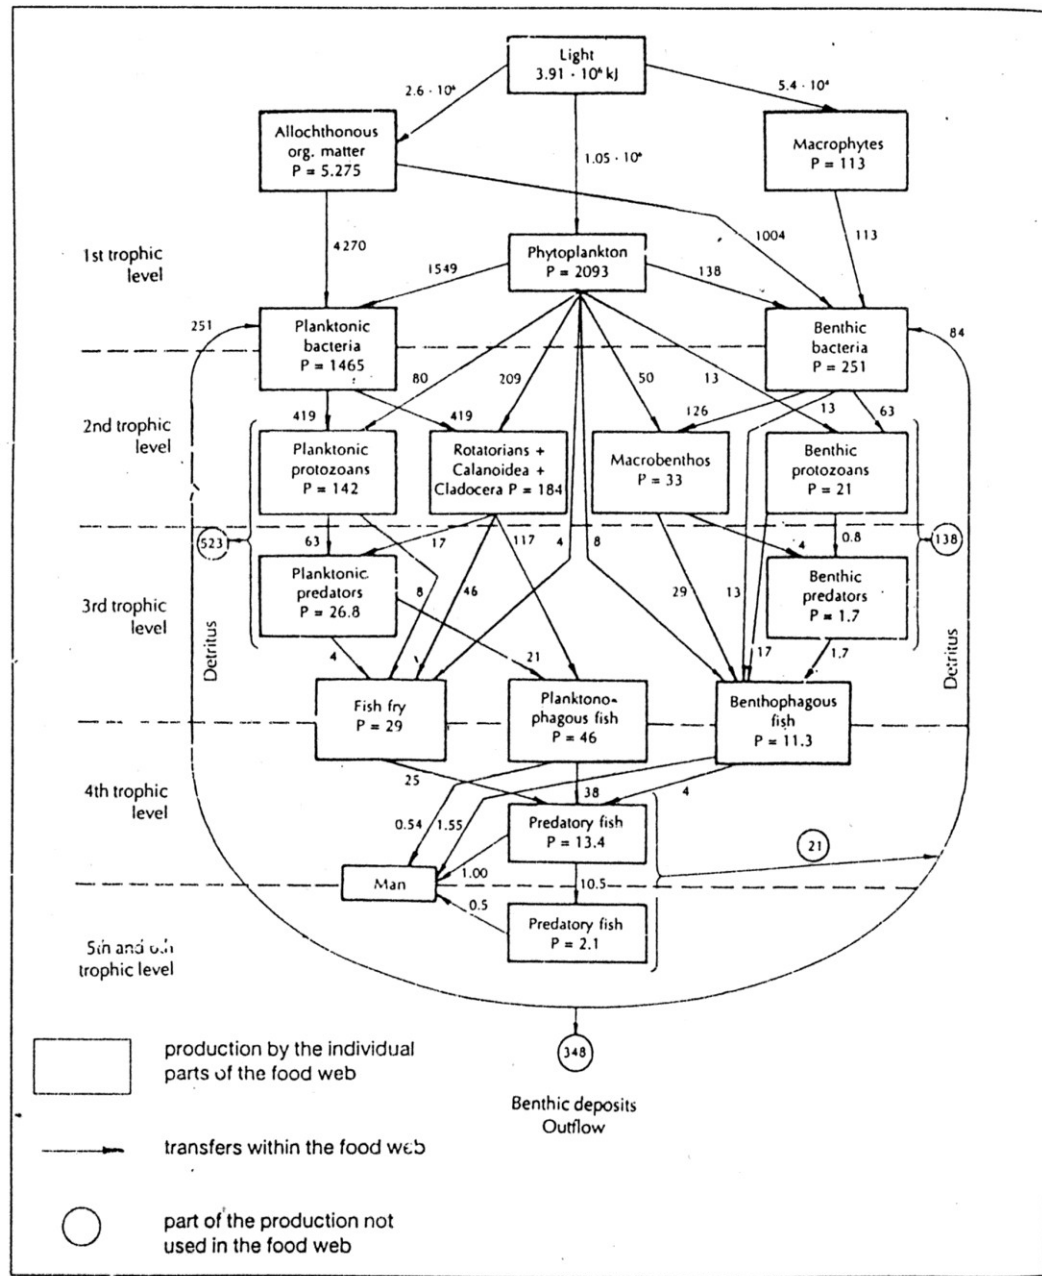 Light
3.91 · 10⁶ kJ
2.6 · 10⁶
5.4 · 10⁴
Allochthonous
org. matter
P = 5.275
1.05 · 10⁶
Macrophytes
P = 113
1st trophic
level
4270
1549
Phytoplankton
P = 2093
138
1004
113
251
Planktonic
bacteria
P = 1465
Benthic
bacteria
P = 251
84
80
209
50
13
2nd trophic
level
419
419
126
13
63
Planktonic
protozoans
P = 142
Rotatorians +
Calanoidea +
Cladocera P = 184
Macrobenthos
P = 33
Benthic
protozoans
P = 21
523
63
17
117
4
8
4
0.8
138
3rd trophic
level
Planktonic
predators
P = 26.8
8
46
29
13
Benthic
predators
P = 1.7
Detritus
4
21
17
1.7
Detritus
Fish fry
P = 29
Planktono-
phagous fish
P = 46
Benthophagous
fish
P = 11.3
4th trophic
level
25
38
4
0.54
1.55
Predatory fish
P = 13.4
21
Man
1.00
10.5
0.5
5th and 6th
trophic level
Predatory fish
P = 2.1
348
Benthic deposits
Outflow
production by the individual
parts of the food web
transfers within the food web
part of the production not
used in the food web